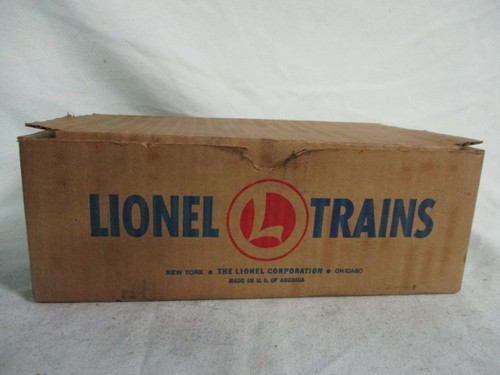 LIONEL L TRAINS
NEW YORK ★ THE LIONEL CORPORATION ★ CHICAGO
MADE IN U. S. OF AMERICA